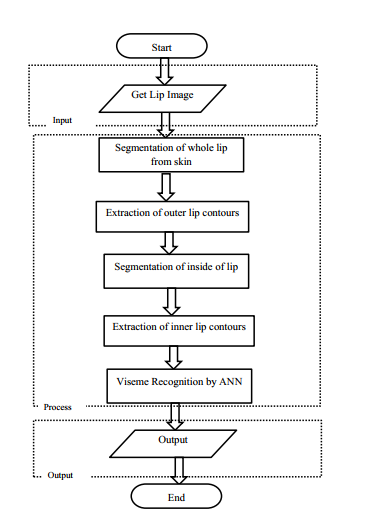 Start
Get Lip Image
Input
Segmentation of whole lip
from skin
Extraction of outer lip contours
Segmentation of inside of lip
Extraction of inner lip contours
Viseme Recognition by ANN
Process
Output
Output
End